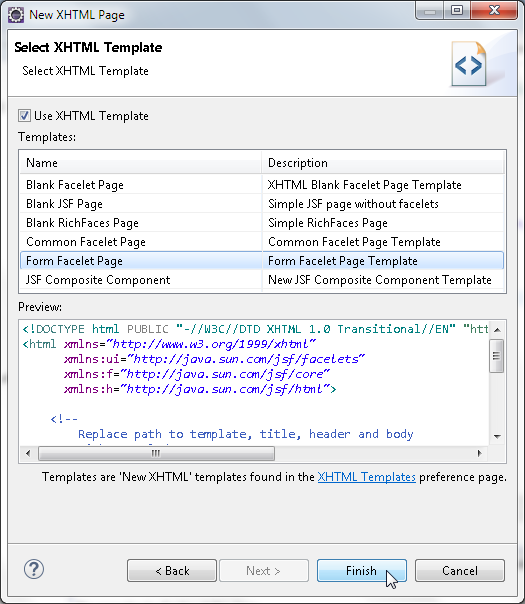 New XHTML Page
Select XHTML Template
Select XHTML Template
Use XHTML Template
Templates:
Name Description
Blank Facelet Page XHTML Blank Facelet Page Template
Blank JSF Page Simple JSF page without facelets
Blank RichFaces Page Simple RichFaces Page
Common Facelet Page Common Facelet Page Template
Form Facelet Page Form Facelet Page Template
JSF Composite Component New JSF Composite Component Template
Preview:
<!DOCTYPE html PUBLIC "-//W3C//DTD XHTML 1.0 Transitional//EN" "htt
<html xmlns="http://www.w3.org/1999/xhtml"
xmlns:ui="http://java.sun.com/jsf/facelets"
xmlns:f="http://java.sun.com/jsf/core"
xmlns:h="http://java.sun.com/jsf/html">
<!--
Replace path to template, title, header and body
Templates are 'New XHTML' templates found in the XHTML Templates preference page.
? < Back Next > Finish Cancel